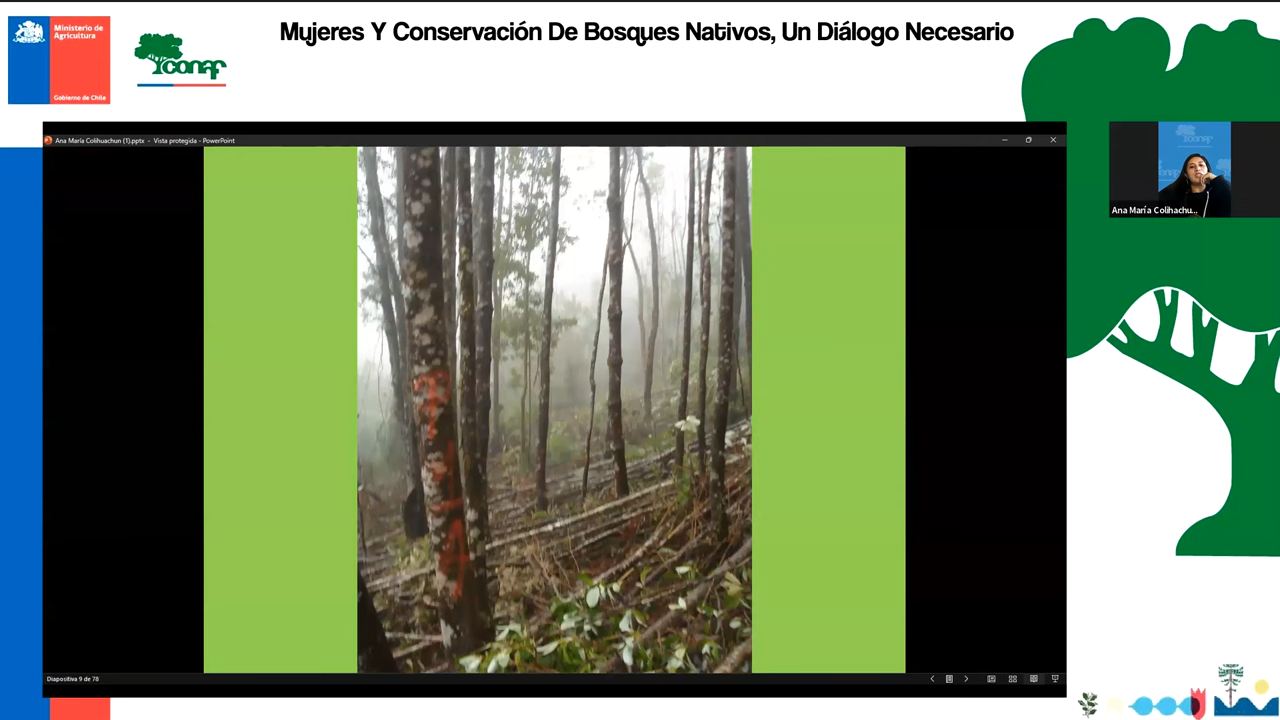 Mujeres Y Conservación De Bosques Nativos, Un Diálogo Necesario
Ministerio de
Agricultura
Gobierno de Chile
conaf
Ana María Colihuachun (1).pptx - Vista protegida - PowerPoint
Ana María Colihachu...
Diapositiva 9 de 78